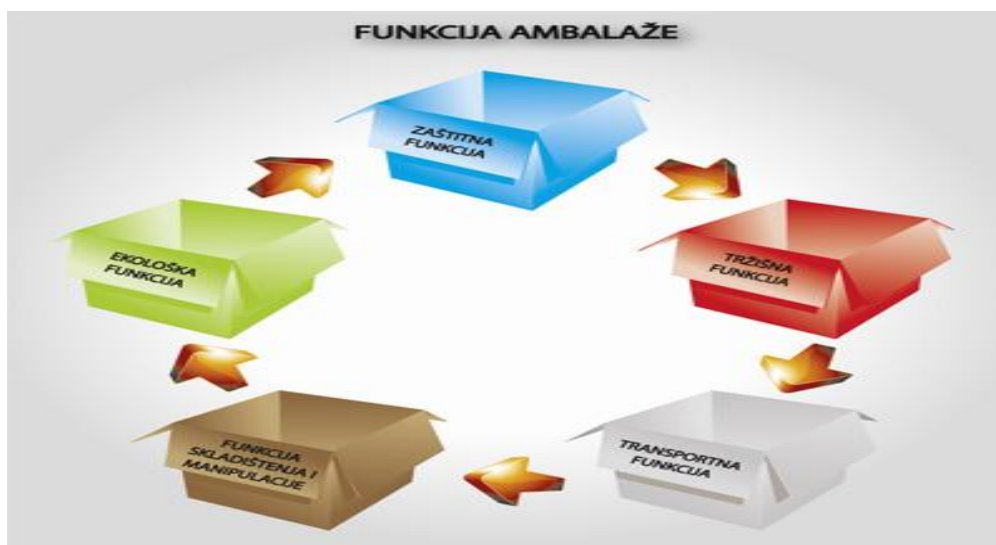 FUNKCIJA AMBALAŽE
ZAŠTITNA
FUNKCIJA
TRŽIŠNA
FUNKCIJA
TRANSPORTNA
FUNKCIJA
FUNKCIJA
SKLADIŠTENJA I
MANIPULACIJE
EKOLOŠKA
FUNKCIJA